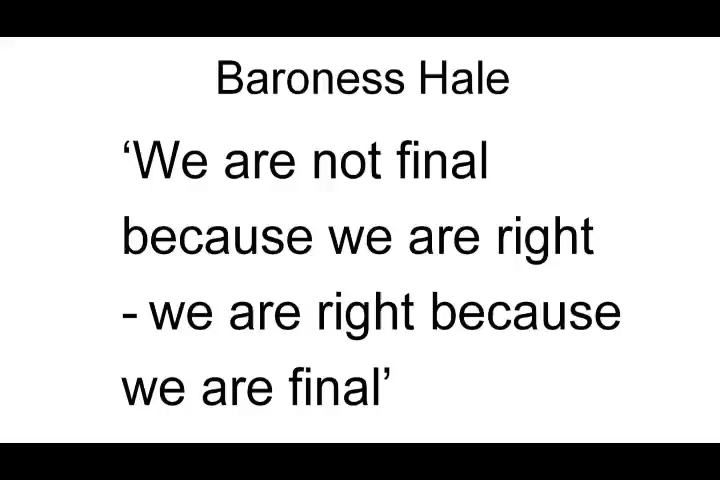 Baroness Hale
‘We are not final
because we are right
- we are right because
we are final’